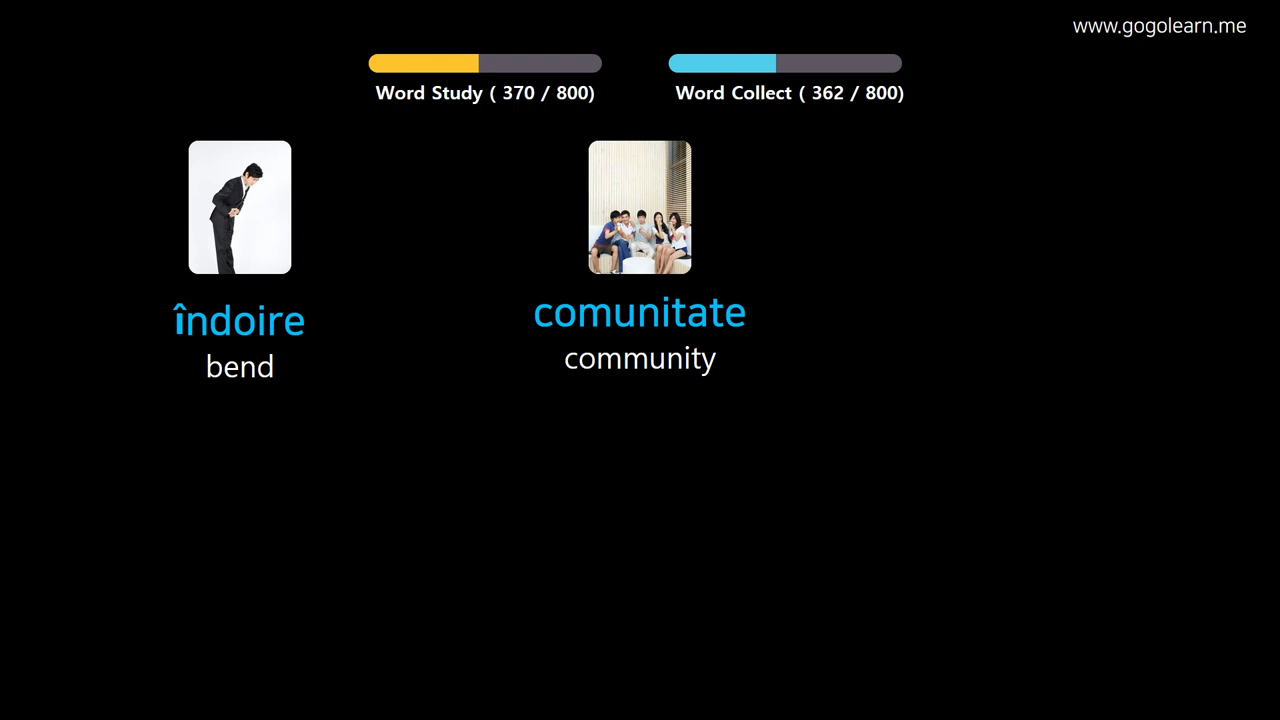 www.gogolearn.me
Word Study ( 370 / 800)
Word Collect ( 362 / 800)
îndoire
bend
comunitate
community